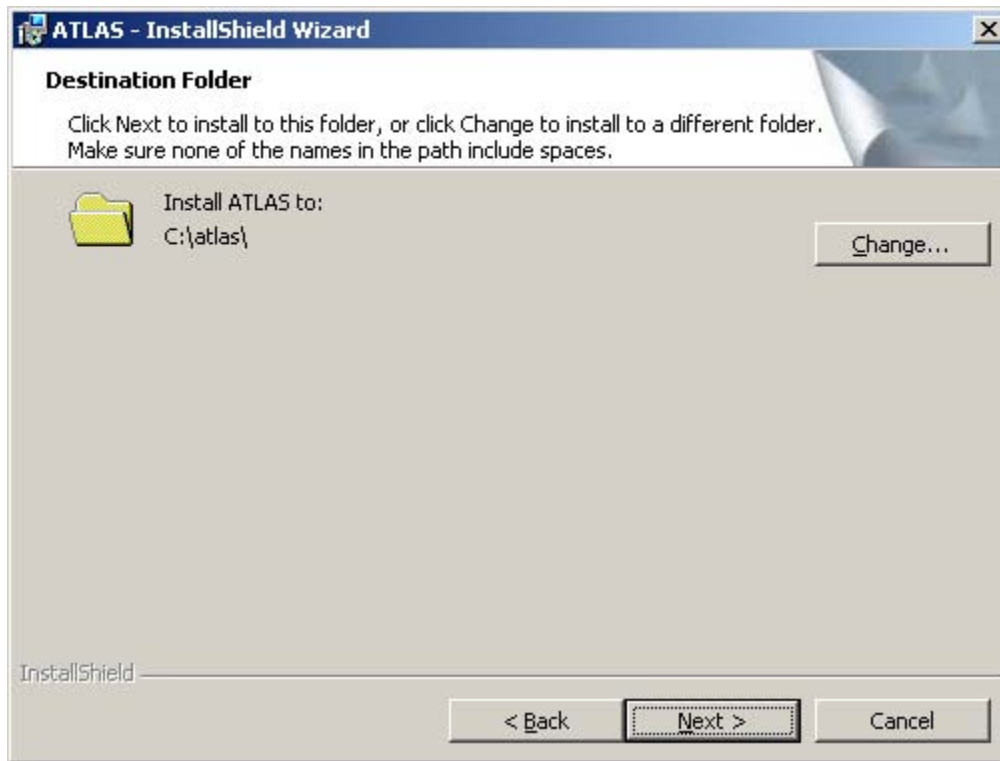 ATLAS - InstallShield Wizard
Destination Folder
Click Next to install to this folder, or click Change to install to a different folder.
Make sure none of the names in the path include spaces.
Install ATLAS to:
C:\atlas\
Change...
InstallShield
< Back
Next >
Cancel